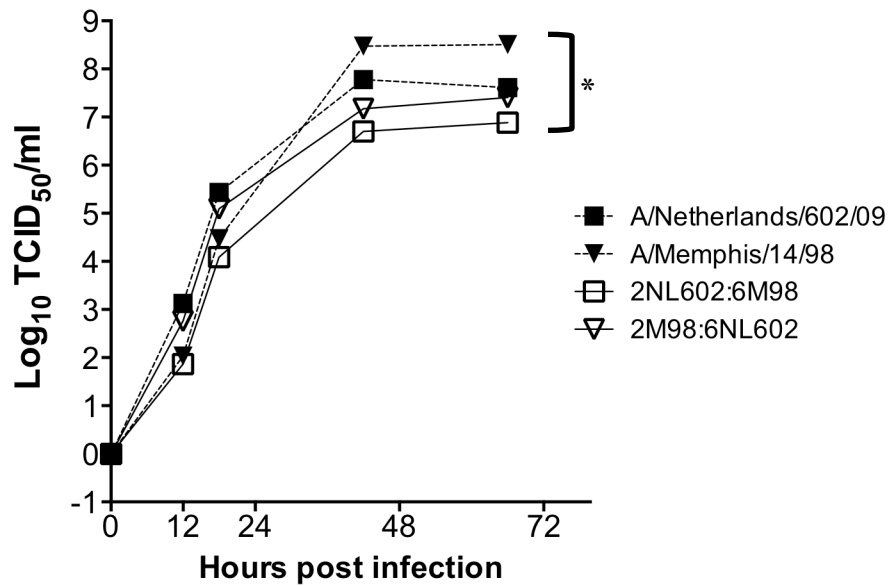 9
8
7
6
5
4
3
2
1
0
-1
Log10 TCID50/ml
0 12 24 48 72
Hours post infection
*
A/Netherlands/602/09
A/Memphis/14/98
2NL602:6M98
2M98:6NL602